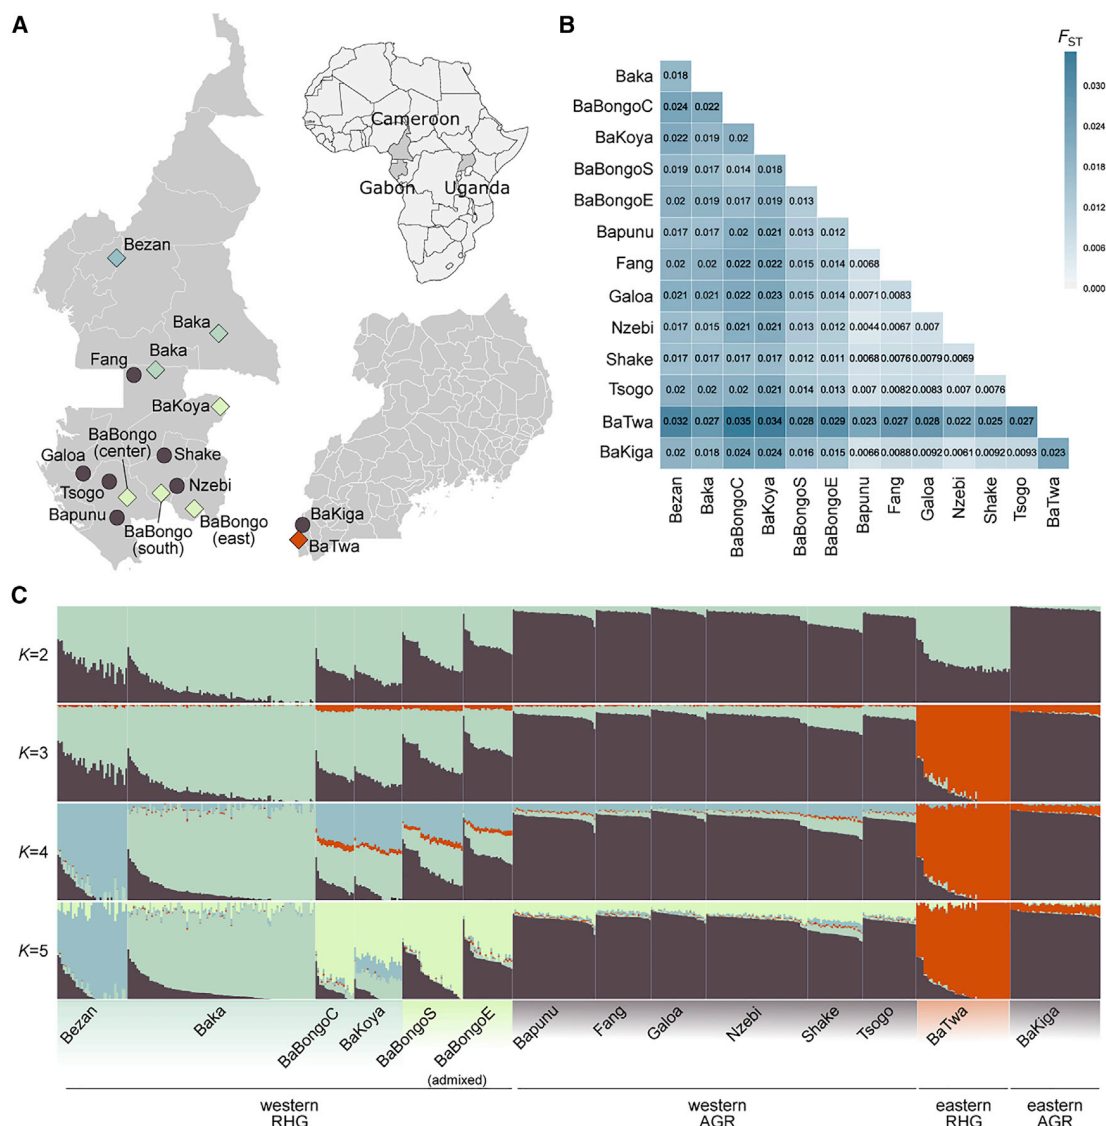 A
Cameroon
Gabon
Uganda
Bezan
Baka
Baka
Fang
BaKoya
BaBongo
(center)
Shake
Galoa
Tsogo
Nzebi
Bapunu
BaBongo
(south)
BaBongo
(east)
BaKiga
BaTwa
B
FST
0.030
0.024
0.018
0.012
0.006
0.000
Baka 0.018
BaBongoC 0.024 0.022
BaKoya 0.022 0.019 0.02
BaBongoS 0.019 0.017 0.014 0.018
BaBongoE 0.02 0.019 0.017 0.019 0.013
Bapunu 0.017 0.017 0.02 0.021 0.013 0.012
Fang 0.02 0.02 0.022 0.022 0.015 0.014 0.0068
Galoa 0.021 0.021 0.022 0.023 0.015 0.014 0.0071 0.0083
Nzebi 0.017 0.015 0.021 0.021 0.013 0.012 0.0044 0.0067 0.007
Shake 0.017 0.017 0.017 0.017 0.012 0.011 0.0068 0.0076 0.0079 0.0069
Tsogo 0.02 0.02 0.02 0.021 0.014 0.013 0.007 0.0082 0.0083 0.007 0.0076
BaTwa 0.032 0.027 0.035 0.034 0.028 0.029 0.023 0.027 0.028 0.022 0.025 0.027
BaKiga 0.02 0.018 0.024 0.024 0.016 0.015 0.0066 0.0088 0.0092 0.0061 0.0092 0.0093 0.023
Bezan Baka BaBongoC BaKoya BaBongoS BaBongoE Bapunu Fang Galoa Nzebi Shake Tsogo BaTwa
C
K=2
K=3
K=4
K=5
Bezan Baka BaBongoC BaKoya BaBongoS BaBongoE Bapunu Fang Galoa Nzebi Shake Tsogo BaTwa BaKiga
(admixed)
western
RHG
western
AGR
eastern
RHG
eastern
AGR